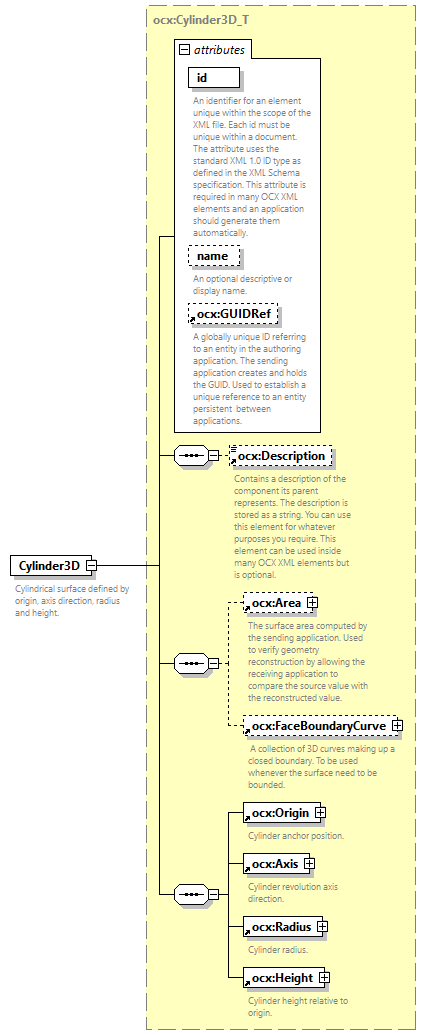 ocx:Cylinder3D_T
attributes
id
An identifier for an element
unique within the scope of the
XML file. Each id must be
unique within a document.
The attribute uses the
standard XML 1.0 ID type as
defined in the XML Schema
specification. This attribute is
required in many OCX XML
elements and an application
should generate them
automatically.
name
An optional descriptive or
display name.
ocx:GUIDRef
A globally unique ID referring
to an entity in the authoring
application. The sending
application creates and holds
the GUID. Used to establish a
unique reference to an entity
persistent between
applications.
ocx:Description
Contains a description of the
component its parent
represents. The description is
stored as a string. You can use
this element for whatever
purposes you require. This
element can be used inside
many OCX XML elements but
is optional.
Cylinder3D
Cylindrical surface defined by
origin, axis direction, radius
and height.
ocx:Area
The surface area computed by
the sending application. Used
to verify geometry
reconstruction by allowing the
receiving application to
compare the source value with
the reconstructed value.
ocx:FaceBoundaryCurve
A collection of 3D curves making up a
closed boundary. To be used
whenever the surface need to be
bounded.
ocx:Origin
Cylinder anchor position.
ocx:Axis
Cylinder revolution axis
direction.
ocx:Radius
Cylinder radius.
ocx:Height
Cylinder height relative to
origin.